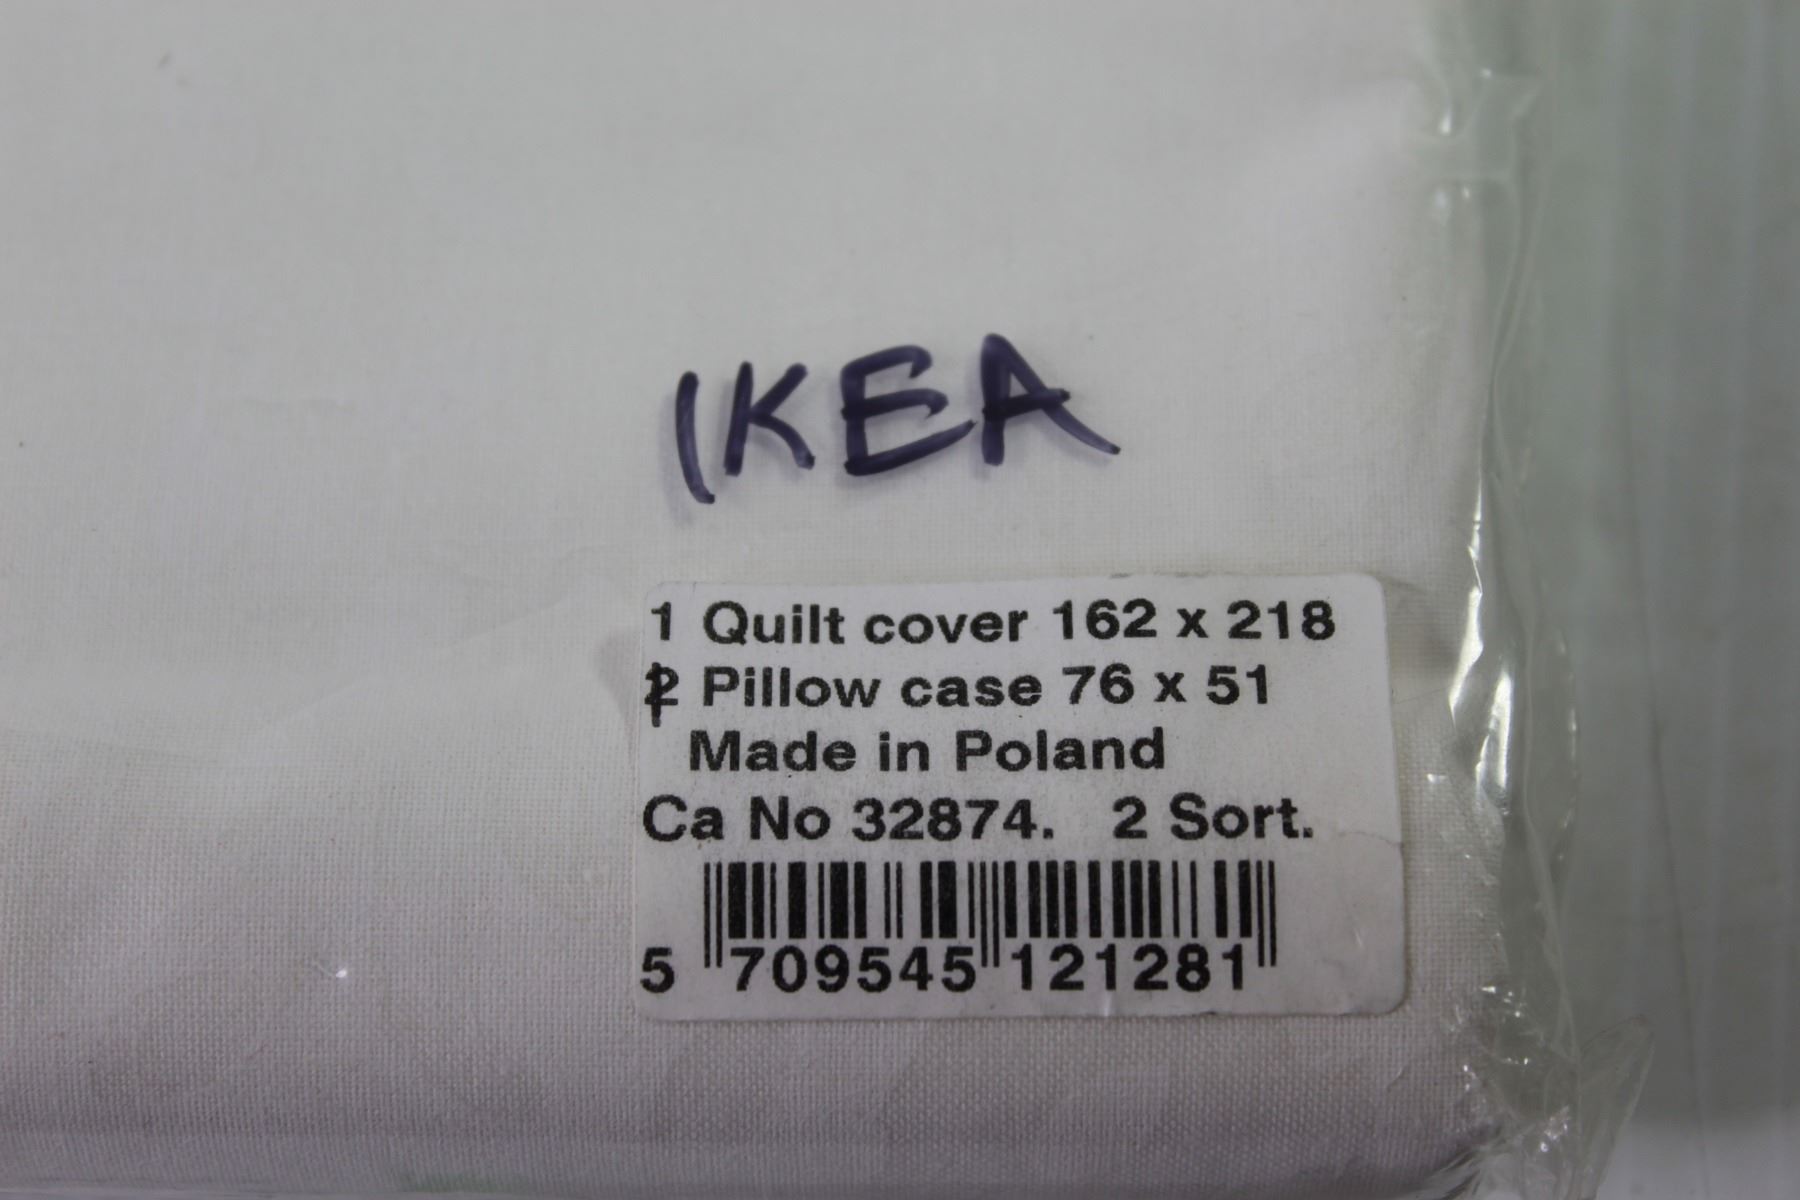 IKEA
1 Quilt cover 162 x 218
Pillow case 76 x 51
Made in Poland
Ca No 32874. 2 Sort.
5 709545 121281